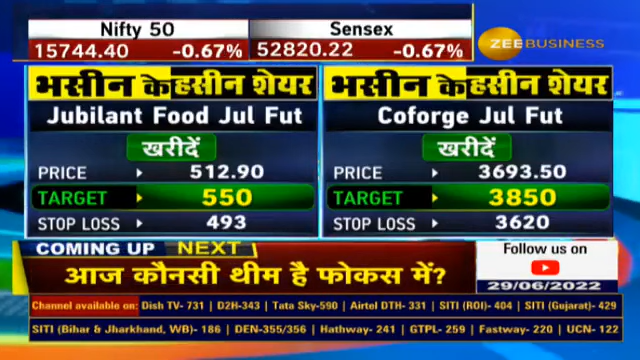 Nifty 50
15744.40 -0.67%
Sensex
52820.22 -0.67%
ZEE BUSINESS
भसीन के हसीन शेयर
Jubilant Food Jul Fut
खरीदें
PRICE 512.90
TARGET 550
STOP LOSS 493
भसीन के हसीन शेयर
Coforge Jul Fut
खरीदें
PRICE 3693.50
TARGET 3850
STOP LOSS 3620
COMING UP NEXT
आज कौनसी थीम है फोकस में?
Follow us on
29/06/2022
Channel available on: Dish TV- 731 | D2H-343 | Tata Sky-590 | Airtel DTH- 331 | SITI (ROI)- 404 | SITI (Gujarat)- 429
SITI (Bihar & Jharkhand, WB)- 186 | DEN-355/356 | Hathway- 241 | GTPL- 259 | Fastway- 220 | UCN- 122